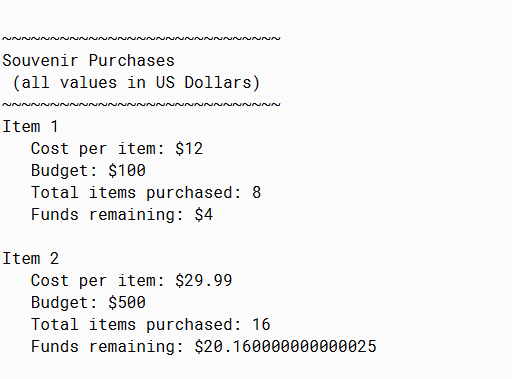 ~~~~~~~~~~~~~~~~~~~~~~~~~~~~~
Souvenir Purchases
 (all values in US Dollars)
~~~~~~~~~~~~~~~~~~~~~~~~~~~~~
Item 1
   Cost per item: $12
   Budget: $100
   Total items purchased: 8
   Funds remaining: $4

Item 2
   Cost per item: $29.99
   Budget: $500
   Total items purchased: 16
   Funds remaining: $20.160000000000025